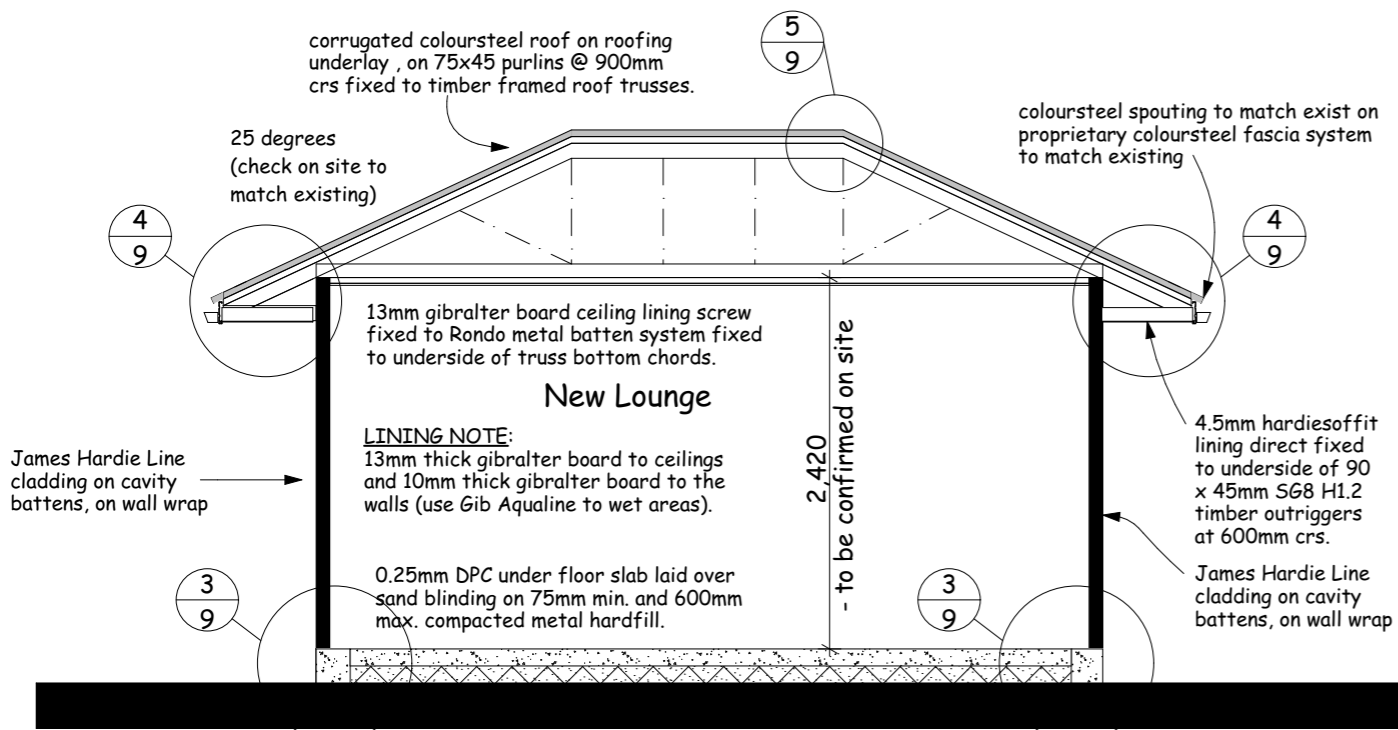 corrugated coloursteel roof on roofing
underlay , on 75x45 purlins @ 900mm
crs fixed to timber framed roof trusses.
5
9
coloursteel spouting to match exist on
proprietary coloursteel fascia system
to match existing
25 degrees
(check on site to
match existing)
4
9
4
9
13mm gibralter board ceiling lining screw
fixed to Rondo metal batten system fixed
to underside of truss bottom chords.
New Lounge
LINING NOTE:
13mm thick gibralter board to ceilings
and 10mm thick gibralter board to the
walls (use Gib Aqualine to wet areas).
2,420
- to be confirmed on site
James Hardie Line
cladding on cavity
battens, on wall wrap
4.5mm hardiesoffit
lining direct fixed
to underside of 90
x 45mm SG8 H1.2
timber outriggers
at 600mm crs.
James Hardie Line
cladding on cavity
battens, on wall wrap
0.25mm DPC under floor slab laid over
sand blinding on 75mm min. and 600mm
max. compacted metal hardfill.
3
9
3
9